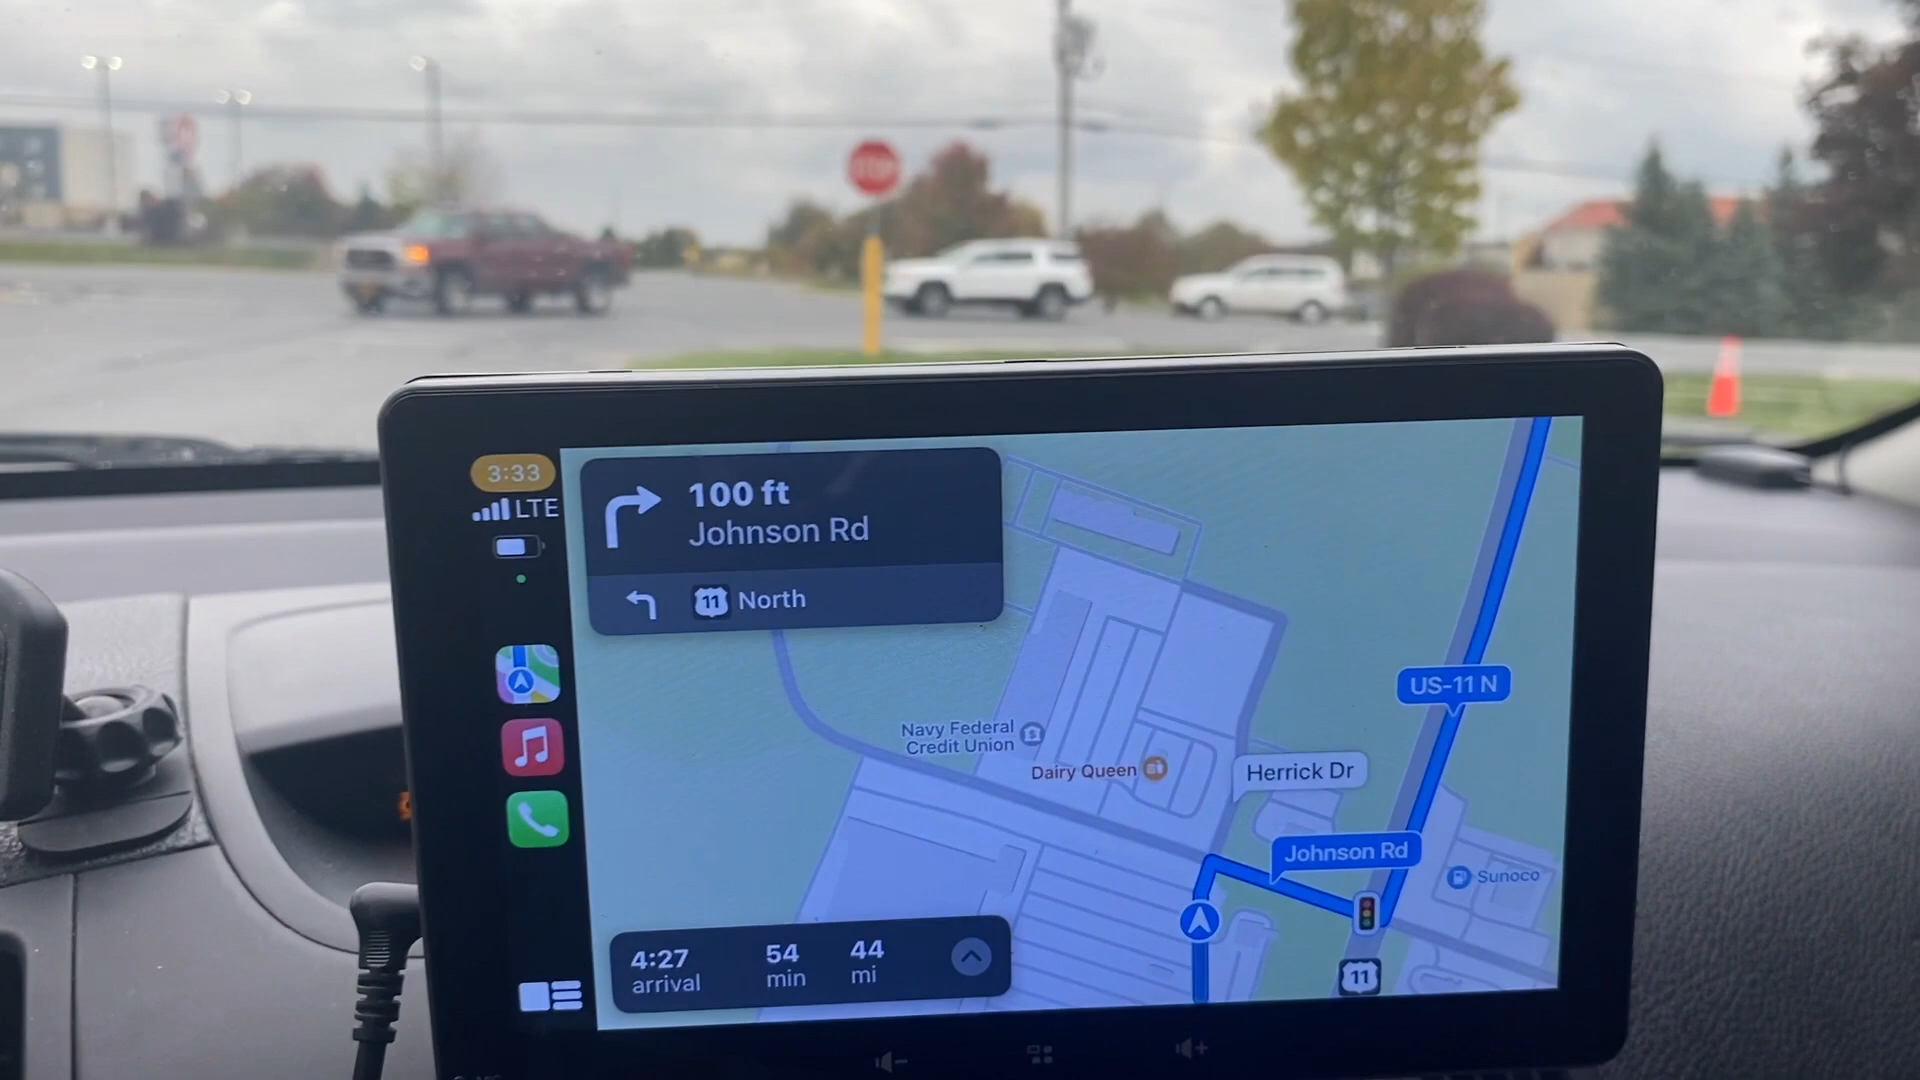 STOP
3:33
LTE
100 ft
Johnson Rd
11 North
US-11 N
Navy Federal
Credit Union
Dairy Queen
Herrick Dr
Johnson Rd
Sunoco
11
4:27
arrival
54
min
44
mi